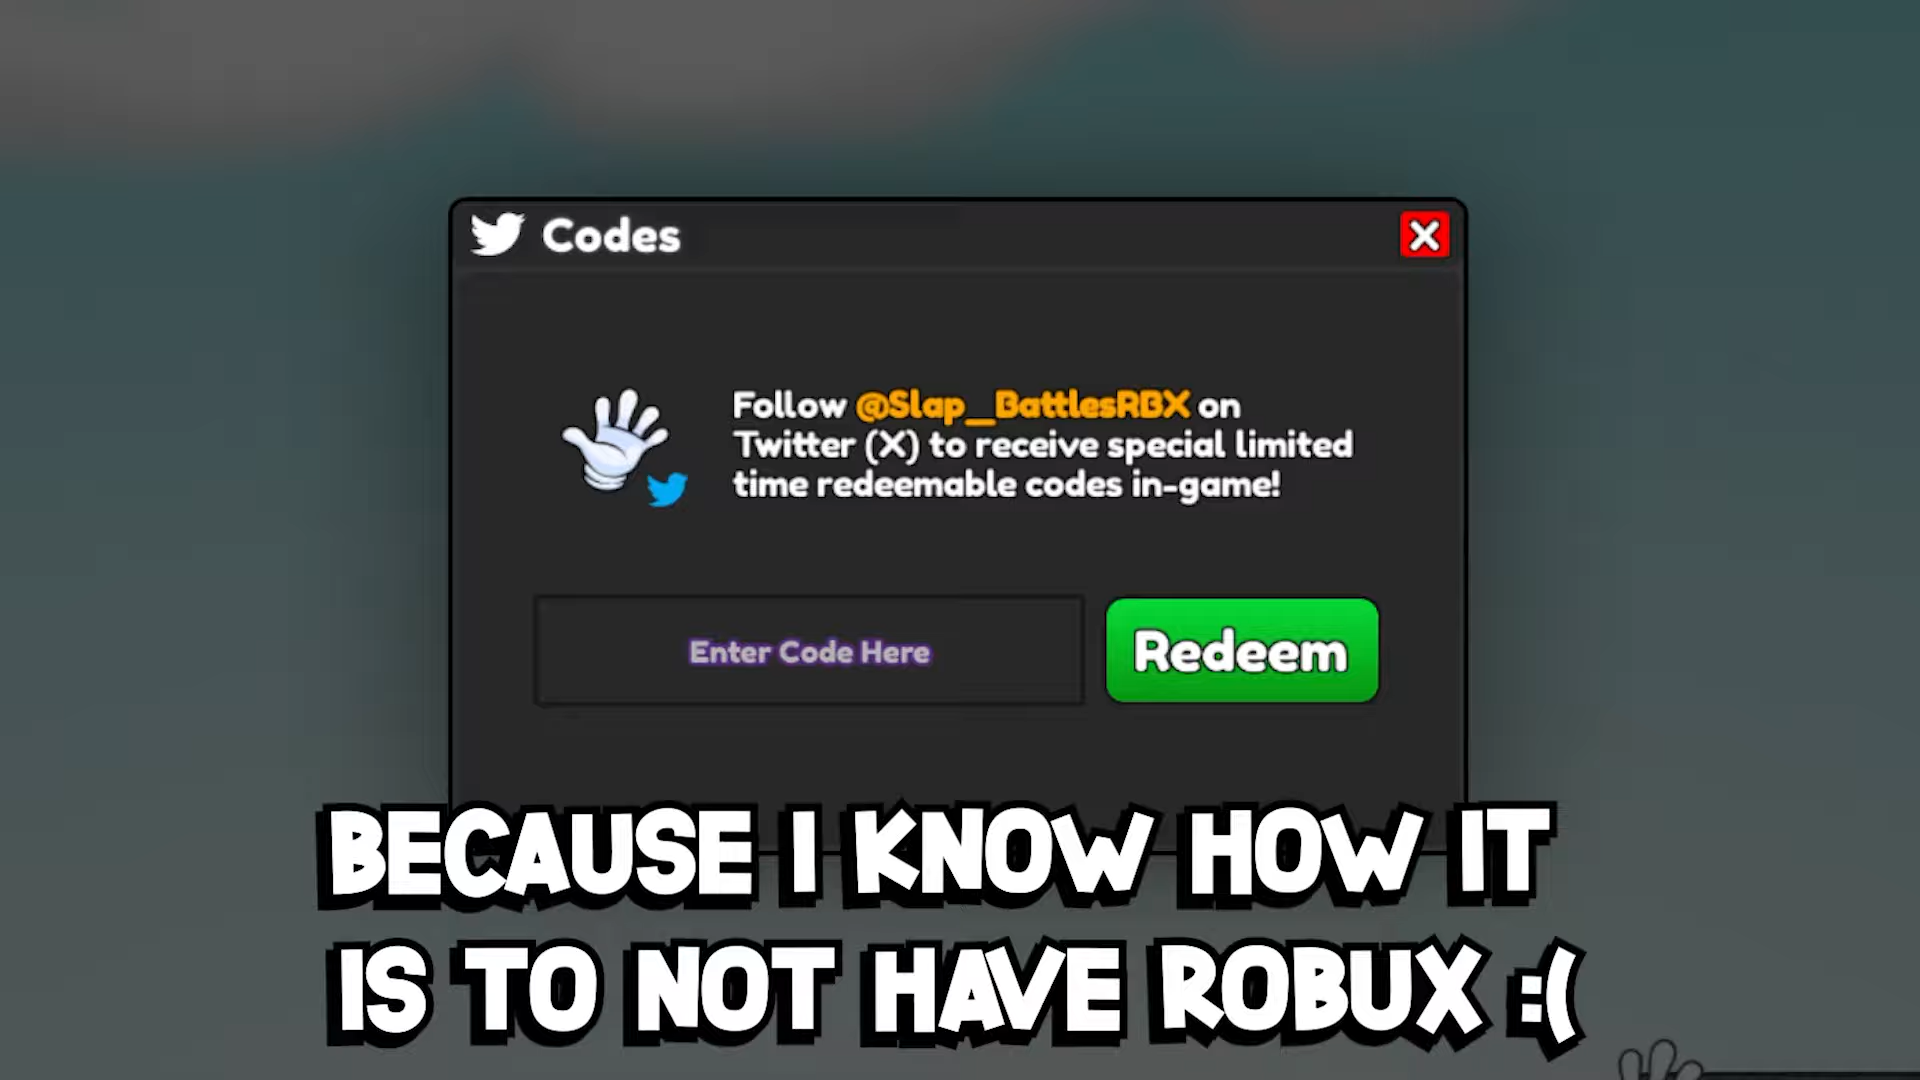 Codes
X
Follow @Slap_BattlesRBX on
Twitter (X) to receive special limited
time redeemable codes in-game!
Enter Code Here
Redeem
BECAUSE I KNOW HOW IT
IS TO NOT HAVE ROBUX :(